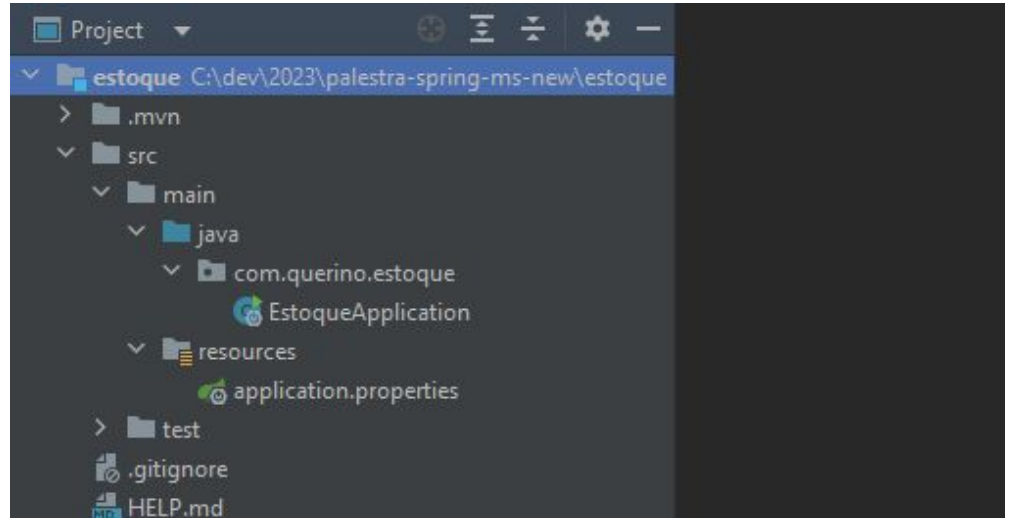 Project
estoque C:\dev\2023\palestra-spring-ms-new\estoque
.mvn
src
main
java
com.querino.estoque
EstoqueApplication
resources
application.properties
test
.gitignore
HELP.md